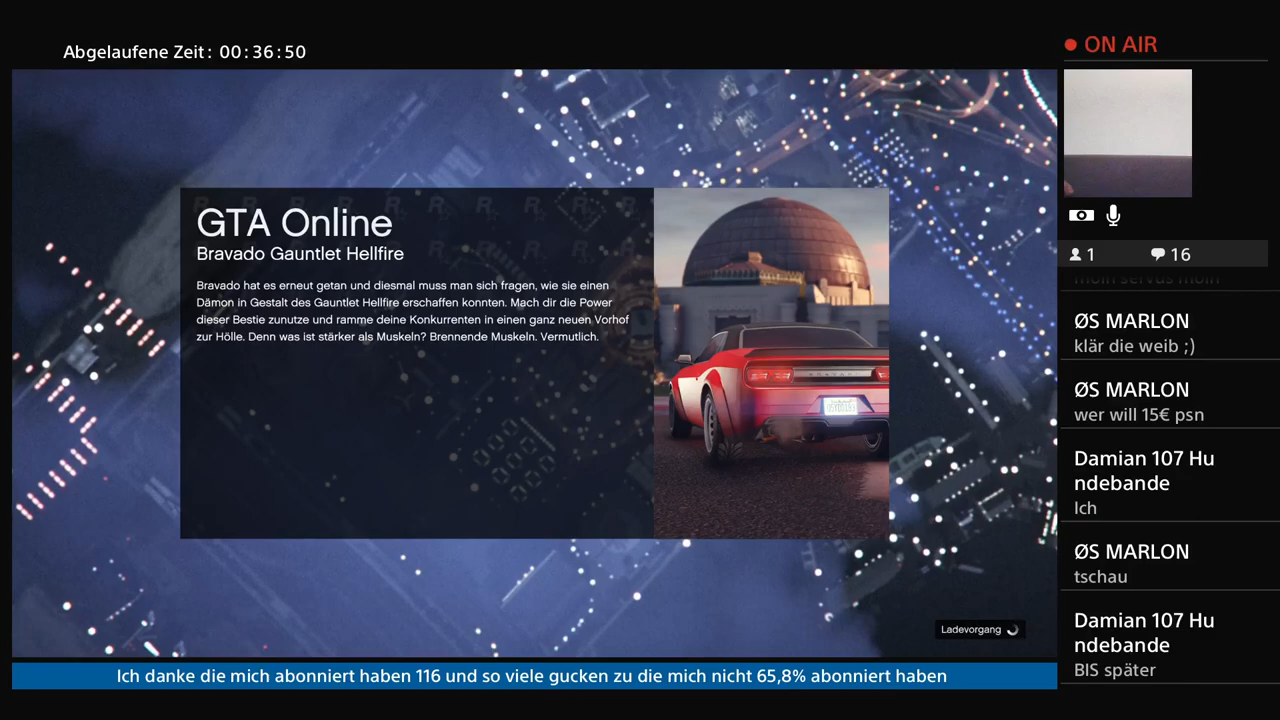 Abgelaufene Zeit: 00:36:50
ON AIR
GTA Online
Bravado Gauntlet Hellfire
Bravado hat es erneut getan und diesmal muss man sich fragen, wie sie einen
Dämon in Gestalt des Gauntlet Hellfire erschaffen konnten. Mach dir die Power
dieser Bestie zunutze und ramme deine Konkurrenten in einen ganz neuen Vorhof
zur Hölle. Denn was ist stärker als Muskeln? Brennende Muskeln. Vermutlich.
Ladevorgang
1
16
moin servus moin
ØS MARLON
klär die weib ;)
ØS MARLON
wer will 15€ psn
Damian 107 Hu
ndebande
Ich
ØS MARLON
tschau
Damian 107 Hu
ndebande
BIS später
Ich danke die mich abonniert haben 116 und so viele gucken zu die mich nicht 65,8% abonniert haben